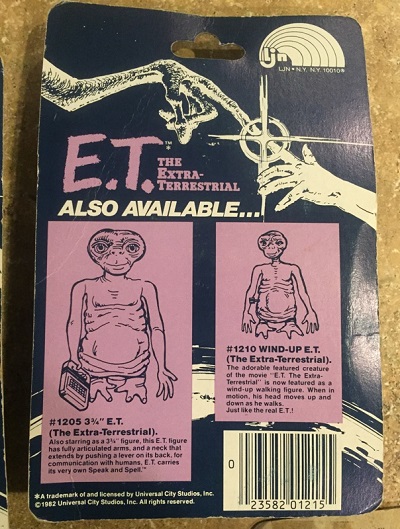 ljn
LJN • N.Y. N.Y. 10010®
E.T.™ THE
EXTRA-
TERRESTRIAL
ALSO AVAILABLE...
#1205 3¾" E.T.
(The Extra-Terrestrial).
Also starring as a 3¾" figure, this E.T. figure
has fully articulated arms, and a neck that
extends by pushing a lever on its back, for
communication with humans, E.T. carries
its very own Speak and Spell.™
#1210 WIND-UP E.T.
(The Extra-Terrestrial).
The adorable featured creature
of the movie "E.T. The Extra-
Terrestrial" is now featured as a
wind-up walking figure. When in
motion, his head moves up and
down as he walks.
Just like the real E.T.!
*A trademark of and licensed by Universal City Studios, Inc.
©1982 Universal City Studios, Inc. All rights reserved.
0
23582 01215